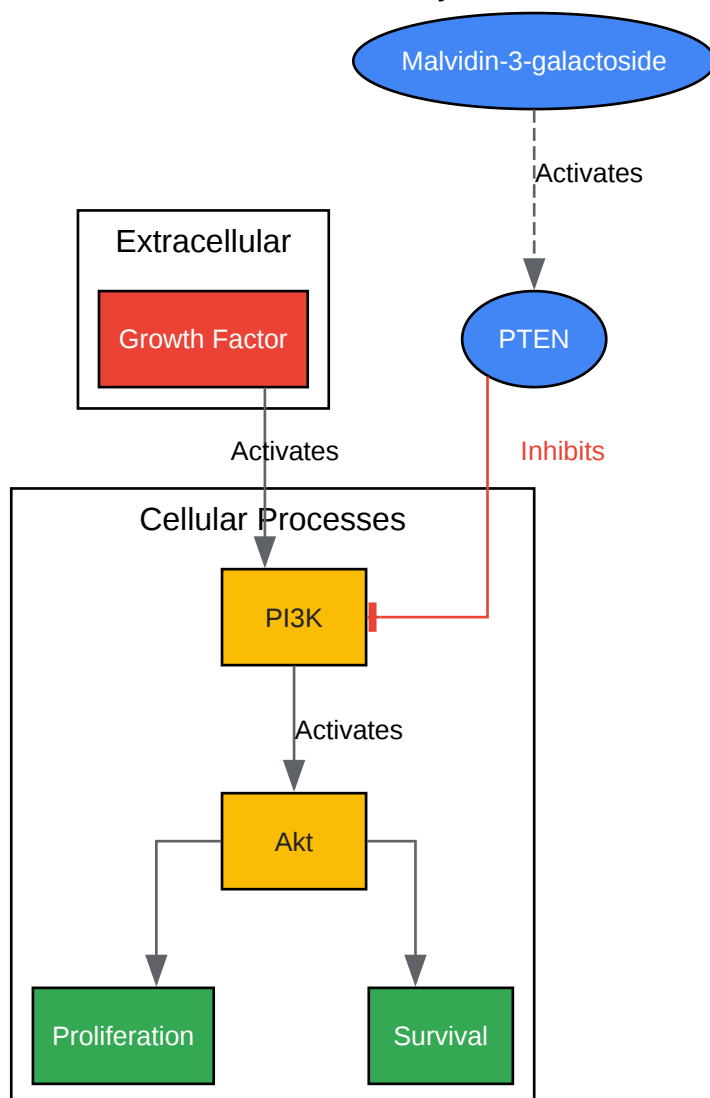 Malvidin-3-galactoside
Activates
Extracellular
Growth Factor
PTEN
Activates
Inhibits
Cellular Processes
PI3K
Activates
Akt
Proliferation
Survival